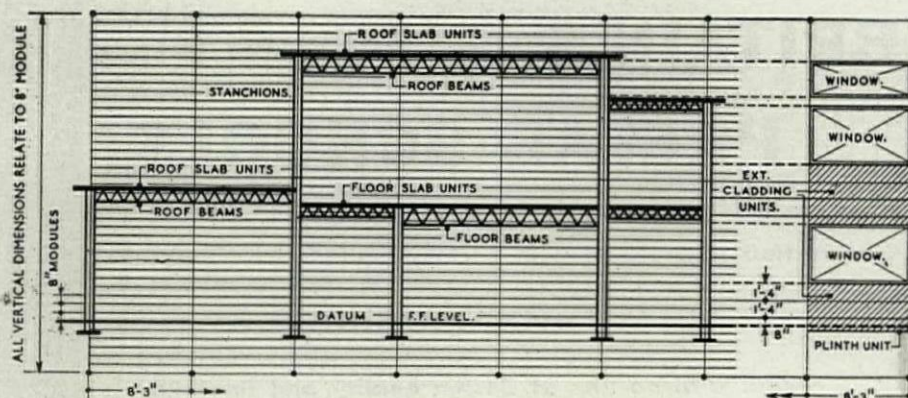 ALL VERTICAL DIMENSIONS RELATE TO 8" MODULE
8" MODULES
ROOF SLAB UNITS
STANCHIONS.
ROOF BEAMS
ROOF SLAB UNITS
ROOF BEAMS
FLOOR SLAB UNITS
FLOOR BEAMS
DATUM F.F. LEVEL.
WINDOW.
WINDOW.
EXT.
CLADDING
UNITS.
WINDOW.
1'-4"
1'-4"
8"
PLINTH UNIT
8'-3"
8'-3"